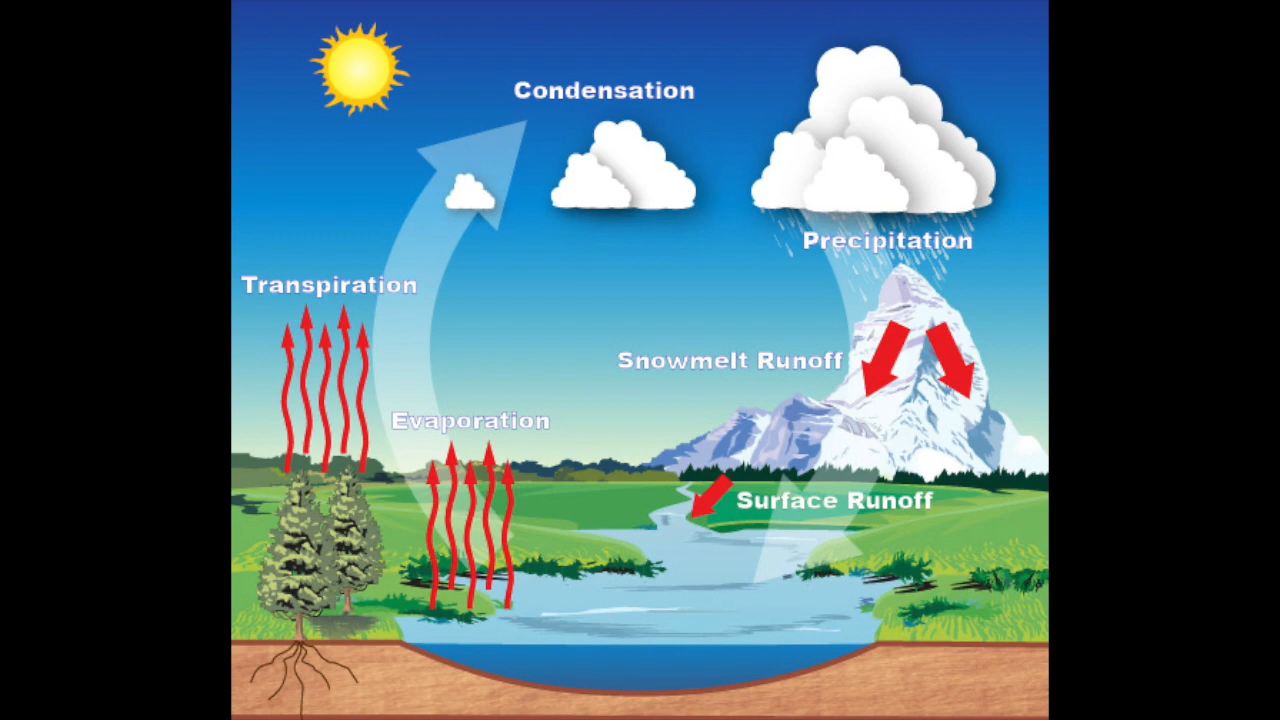 Condensation
Precipitation
Transpiration
Snowmelt Runoff
Evaporation
Surface Runoff